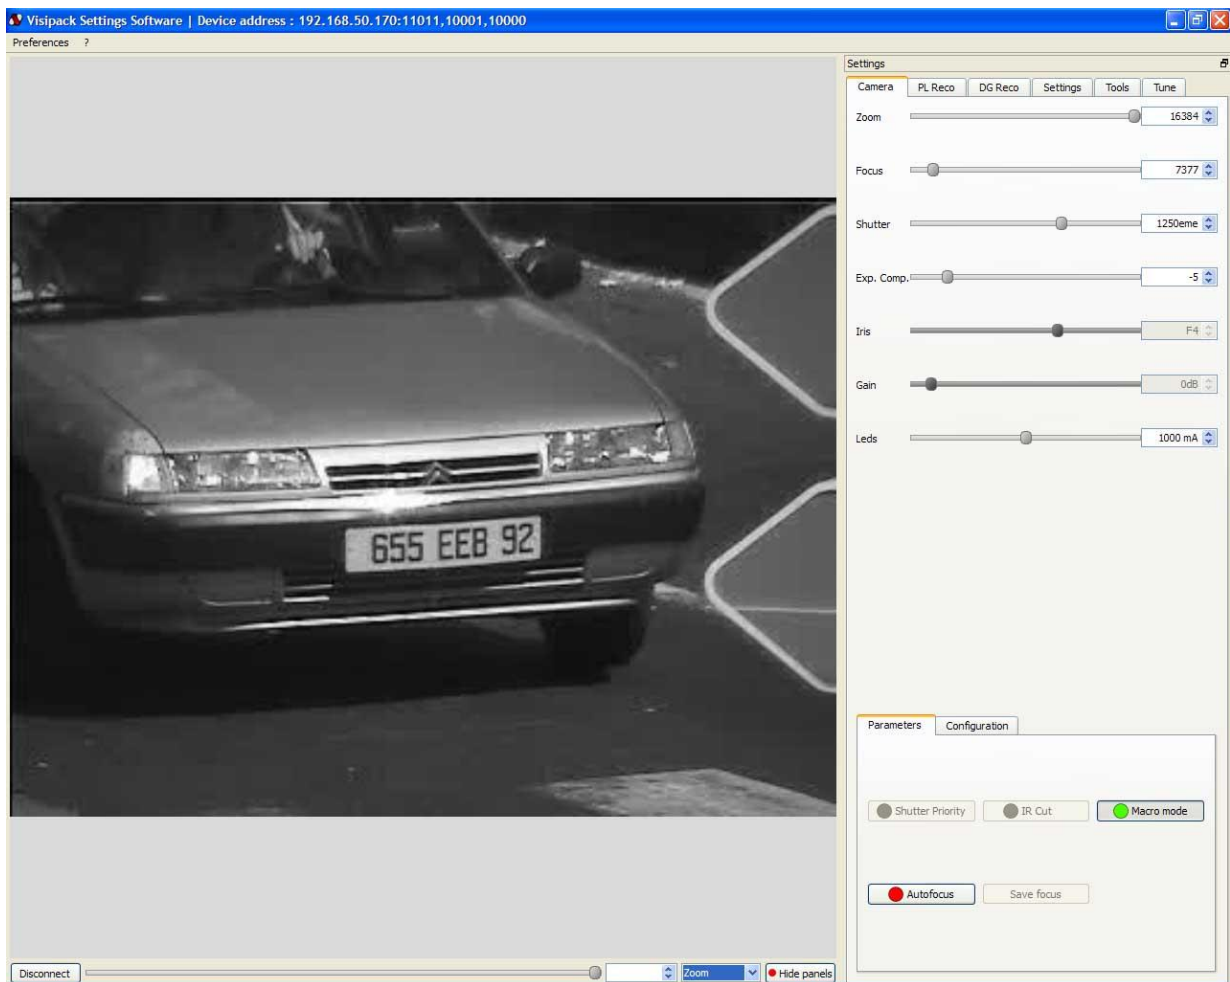 Visipack Settings Software | Device address : 192.168.50.170:11011,10001,10000
Preferences ?
Settings
Camera PL Reco DG Reco Settings Tools Tune
Zoom 16384
Focus 7377
Shutter 1250eme
Exp. Comp. -5
Iris F4
Gain 0dB
Leds 1000 mA
655 EEB 92
Parameters Configuration
Shutter Priority IR Cut Macro mode
Autofocus Save focus
Disconnect Zoom Hide panels